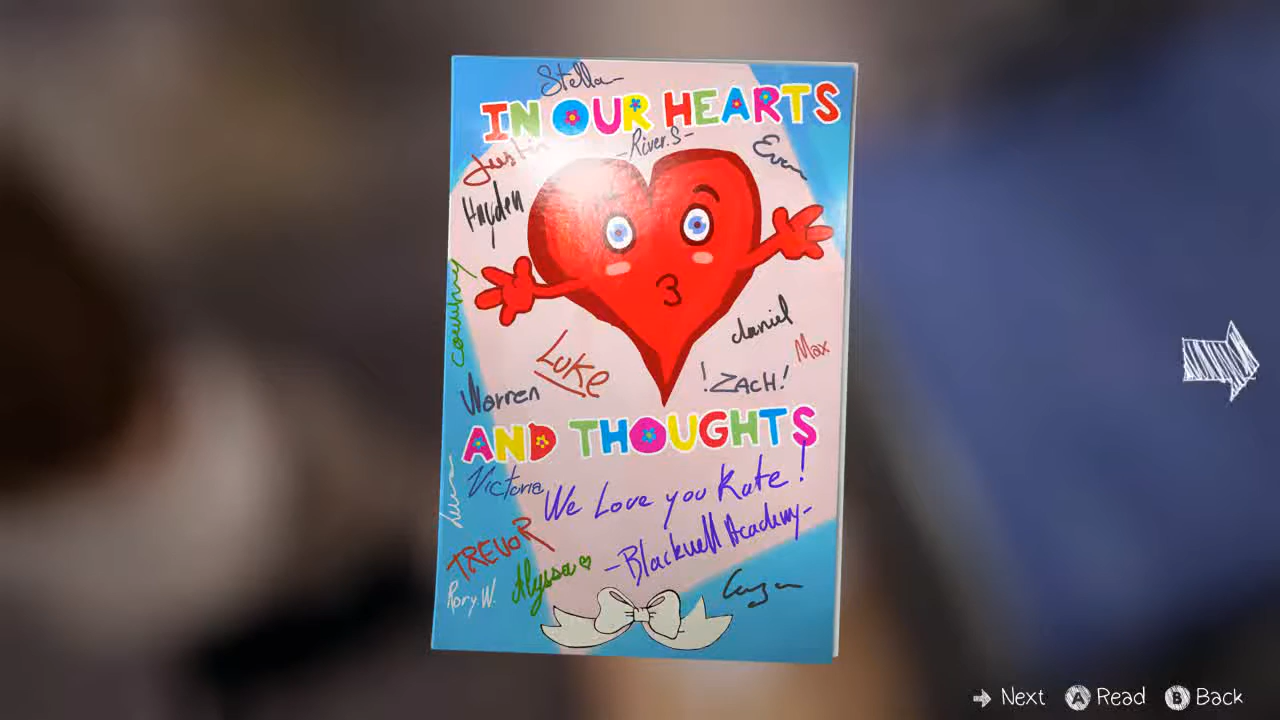 Stella
IN OUR HEARTS
Justin
-River.S-
Evan
Hayden
Courtney
daniel
Max
Luke
!ZACH!
Warren
AND THOUGHTS
Victoria
We Love you Kate!
TREVOR
-Blackwell Academy-
Alyssa
Rory.W.
Next
A
Read
B
Back